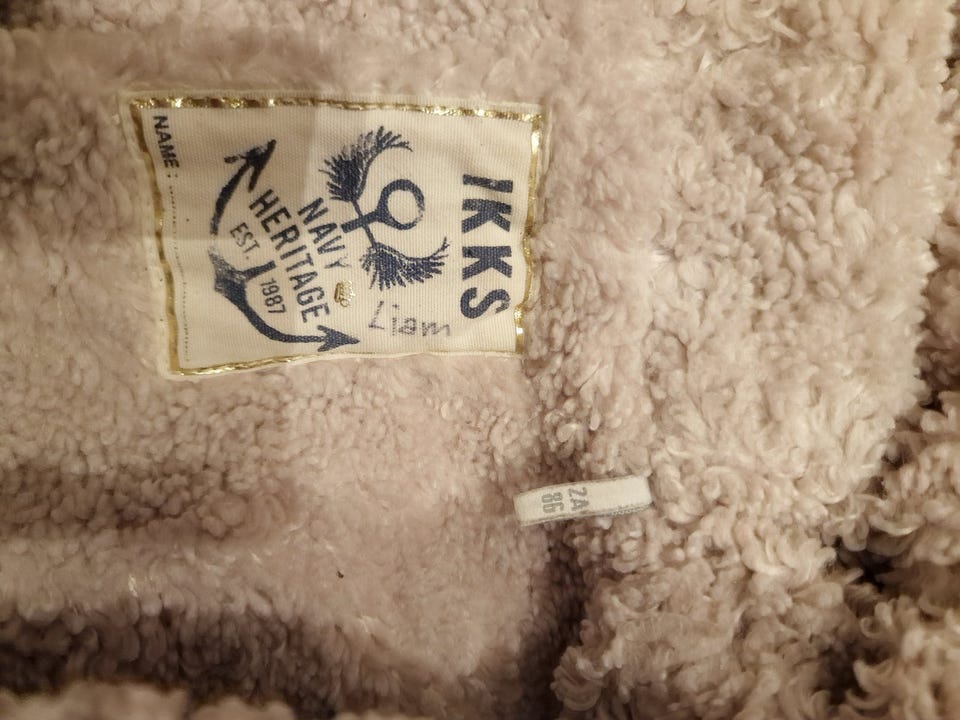 IKKS
NAVY
HERITAGE
EST. 1987
Liam
NAME :
2A
86